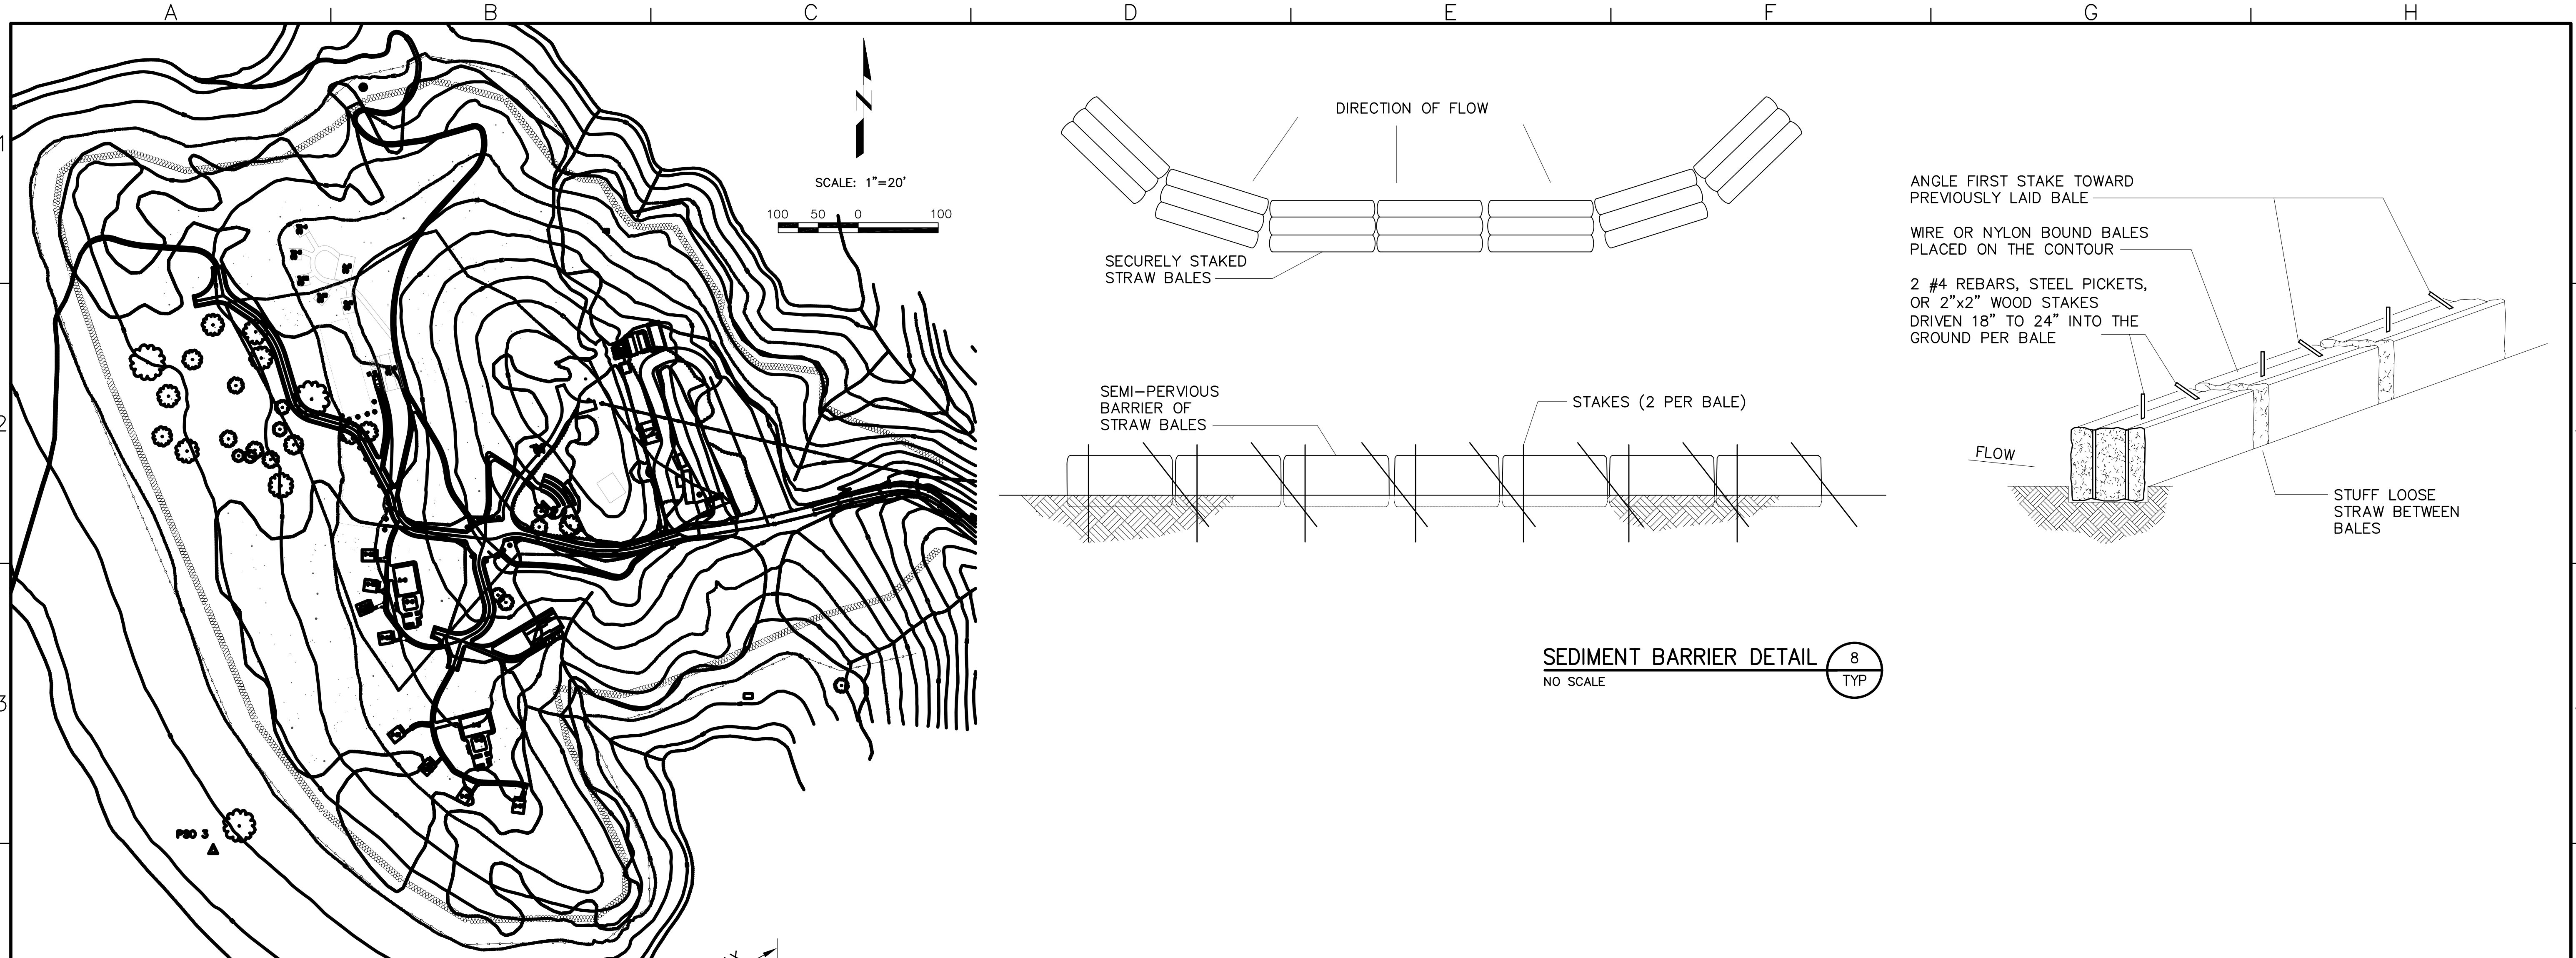 A B C D E F G H
1
2
3
SCALE: 1"=20'
100 50 0 100
PBO 3
DIRECTION OF FLOW
SECURELY STAKED
STRAW BALES
SEMI-PERVIOUS
BARRIER OF
STRAW BALES
STAKES (2 PER BALE)
SEDIMENT BARRIER DETAIL
NO SCALE
8
TYP
ANGLE FIRST STAKE TOWARD
PREVIOUSLY LAID BALE
WIRE OR NYLON BOUND BALES
PLACED ON THE CONTOUR
2 #4 REBARS, STEEL PICKETS,
OR 2"x2" WOOD STAKES
DRIVEN 18" TO 24" INTO THE
GROUND PER BALE
FLOW
STUFF LOOSE
STRAW BETWEEN
BALES